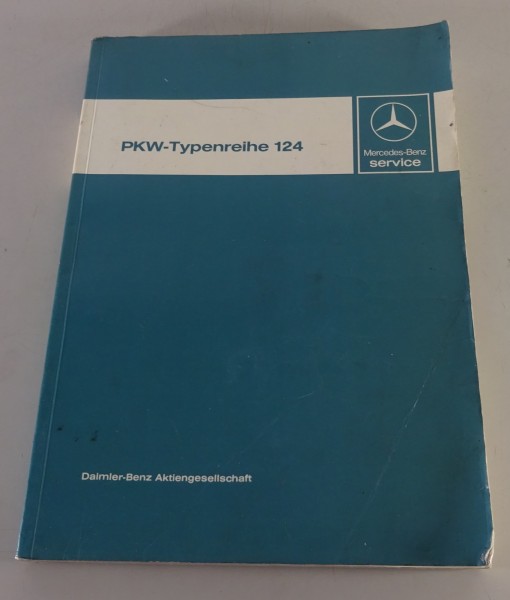 PKW-Typenreihe 124
Mercedes-Benz
service
Daimler-Benz Aktiengesellschaft